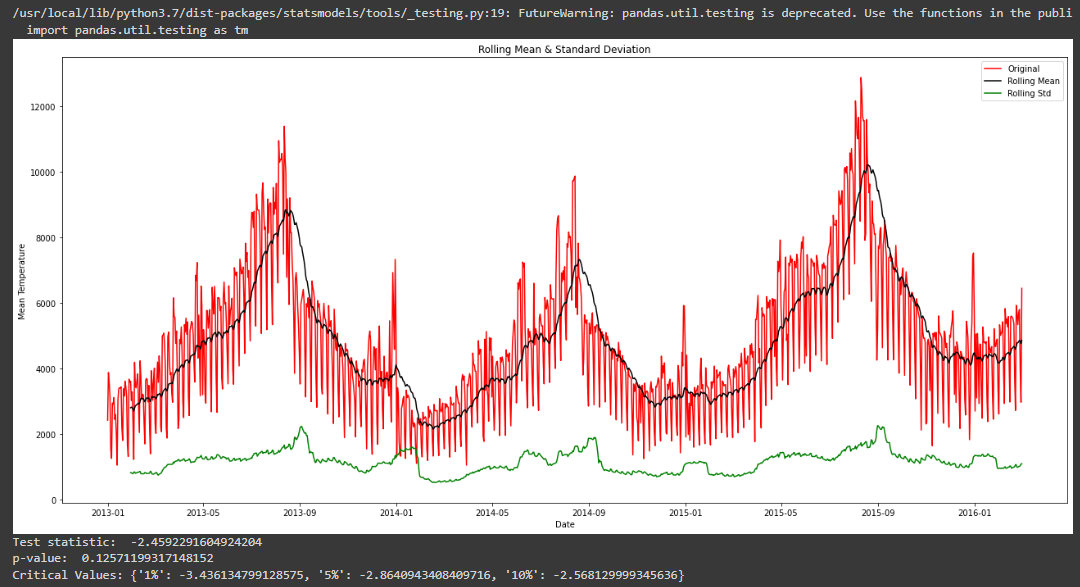 /usr/local/lib/python3.7/dist-packages/statsmodels/tools/_testing.py:19: FutureWarning: pandas.util.testing is deprecated. Use the functions in the publi
import pandas.util.testing as tm
Rolling Mean & Standard Deviation
Original
Rolling Mean
Rolling Std
12000
10000
8000
6000
4000
2000
0
Mean Temperature
2013-01 2013-05 2013-09 2014-01 2014-05 2014-09 2015-01 2015-05 2015-09 2016-01
Date
Test statistic: -2.4592291604924204
p-value: 0.12571199317148152
Critical Values: {'1%': -3.436134799128575, '5%': -2.8640943408409716, '10%': -2.568129999345636}